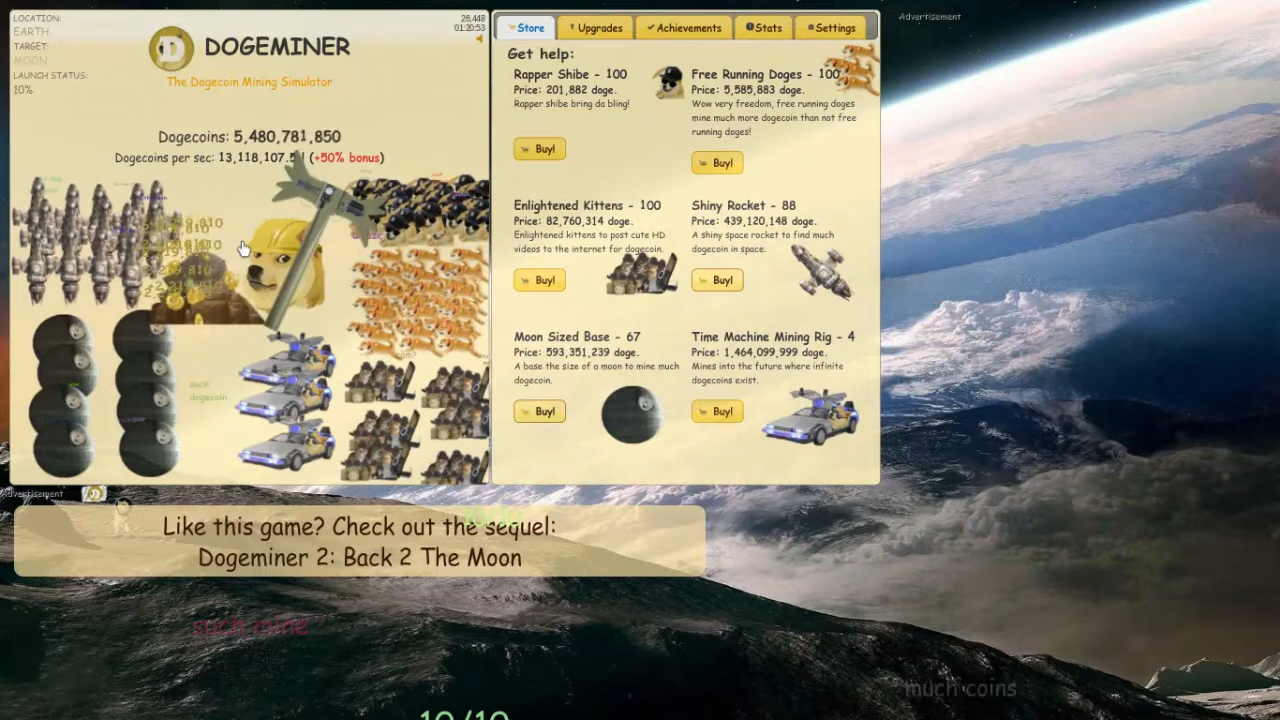 LOCATION:
EARTH
TARGET:
MOON
LAUNCH STATUS:
10%
26,448
01:20:53
DOGEMINER
The Dogecoin Mining Simulator
Dogecoins: 5,480,781,850
Dogecoins per sec: 13,118,107.5 (+50% bonus)
such
dogecoin
Store
Upgrades
Achievements
Stats
Settings
Get help:
Rapper Shibe - 100
Price: 201,882 doge.
Rapper shibe bring da bling!
Buy!
Free Running Doges - 100
Price: 5,585,883 doge.
Wow very freedom, free running doges
mine much more dogecoin than not free
running doges!
Buy!
Enlightened Kittens - 100
Price: 82,760,314 doge.
Enlightened kittens to post cute HD
videos to the internet for dogecoin.
Buy!
Shiny Rocket - 88
Price: 439,120,148 doge.
A shiny space rocket to find much
dogecoin in space.
Buy!
Moon Sized Base - 67
Price: 593,351,239 doge.
A base the size of a moon to mine much
dogecoin.
Buy!
Time Machine Mining Rig - 4
Price: 1,464,099,999 doge.
Mines into the future where infinite
dogecoins exist.
Buy!
Advertisement
Advertisement
Like this game? Check out the sequel:
Dogeminer 2: Back 2 The Moon
such mine
much coins
10/10